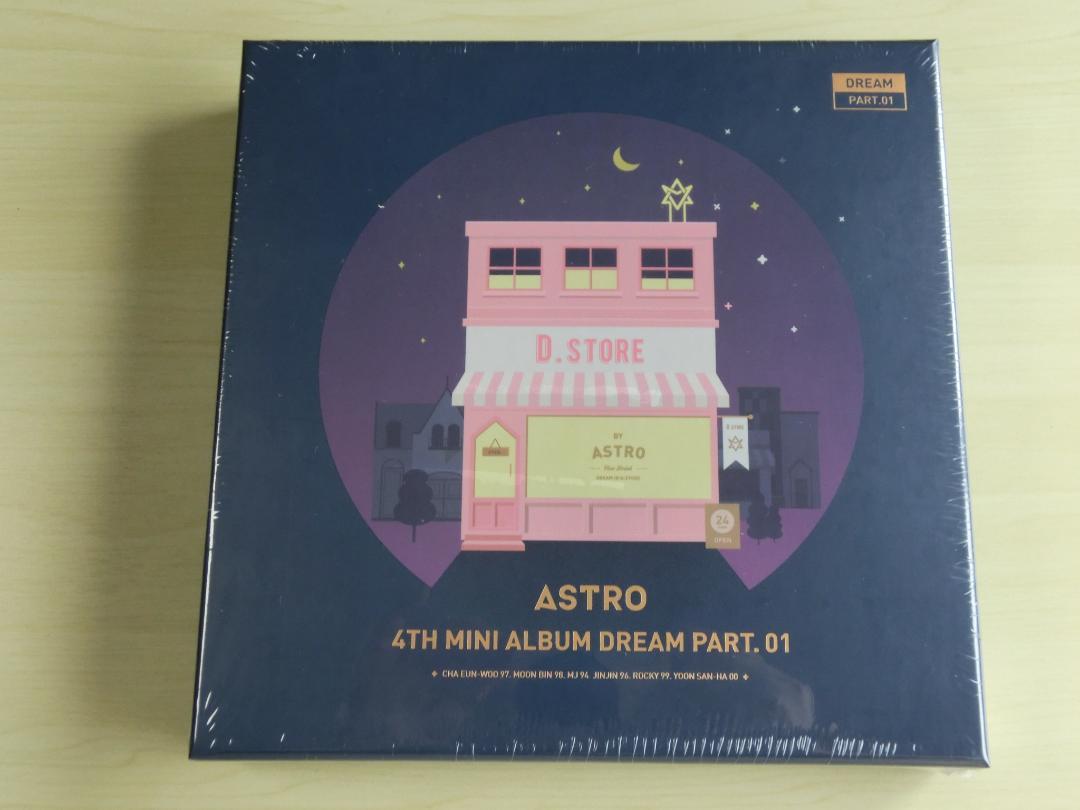 DREAM
PART.01
D.STORE
BY
ASTRO
24
OPEN
D.STORE
ASTRO
4TH MINI ALBUM DREAM PART. 01
CHA EUN-WOO 97. MOON BIN 98. MJ 94 JINJIN 96. ROCKY 99. YOON SAN-HA 00